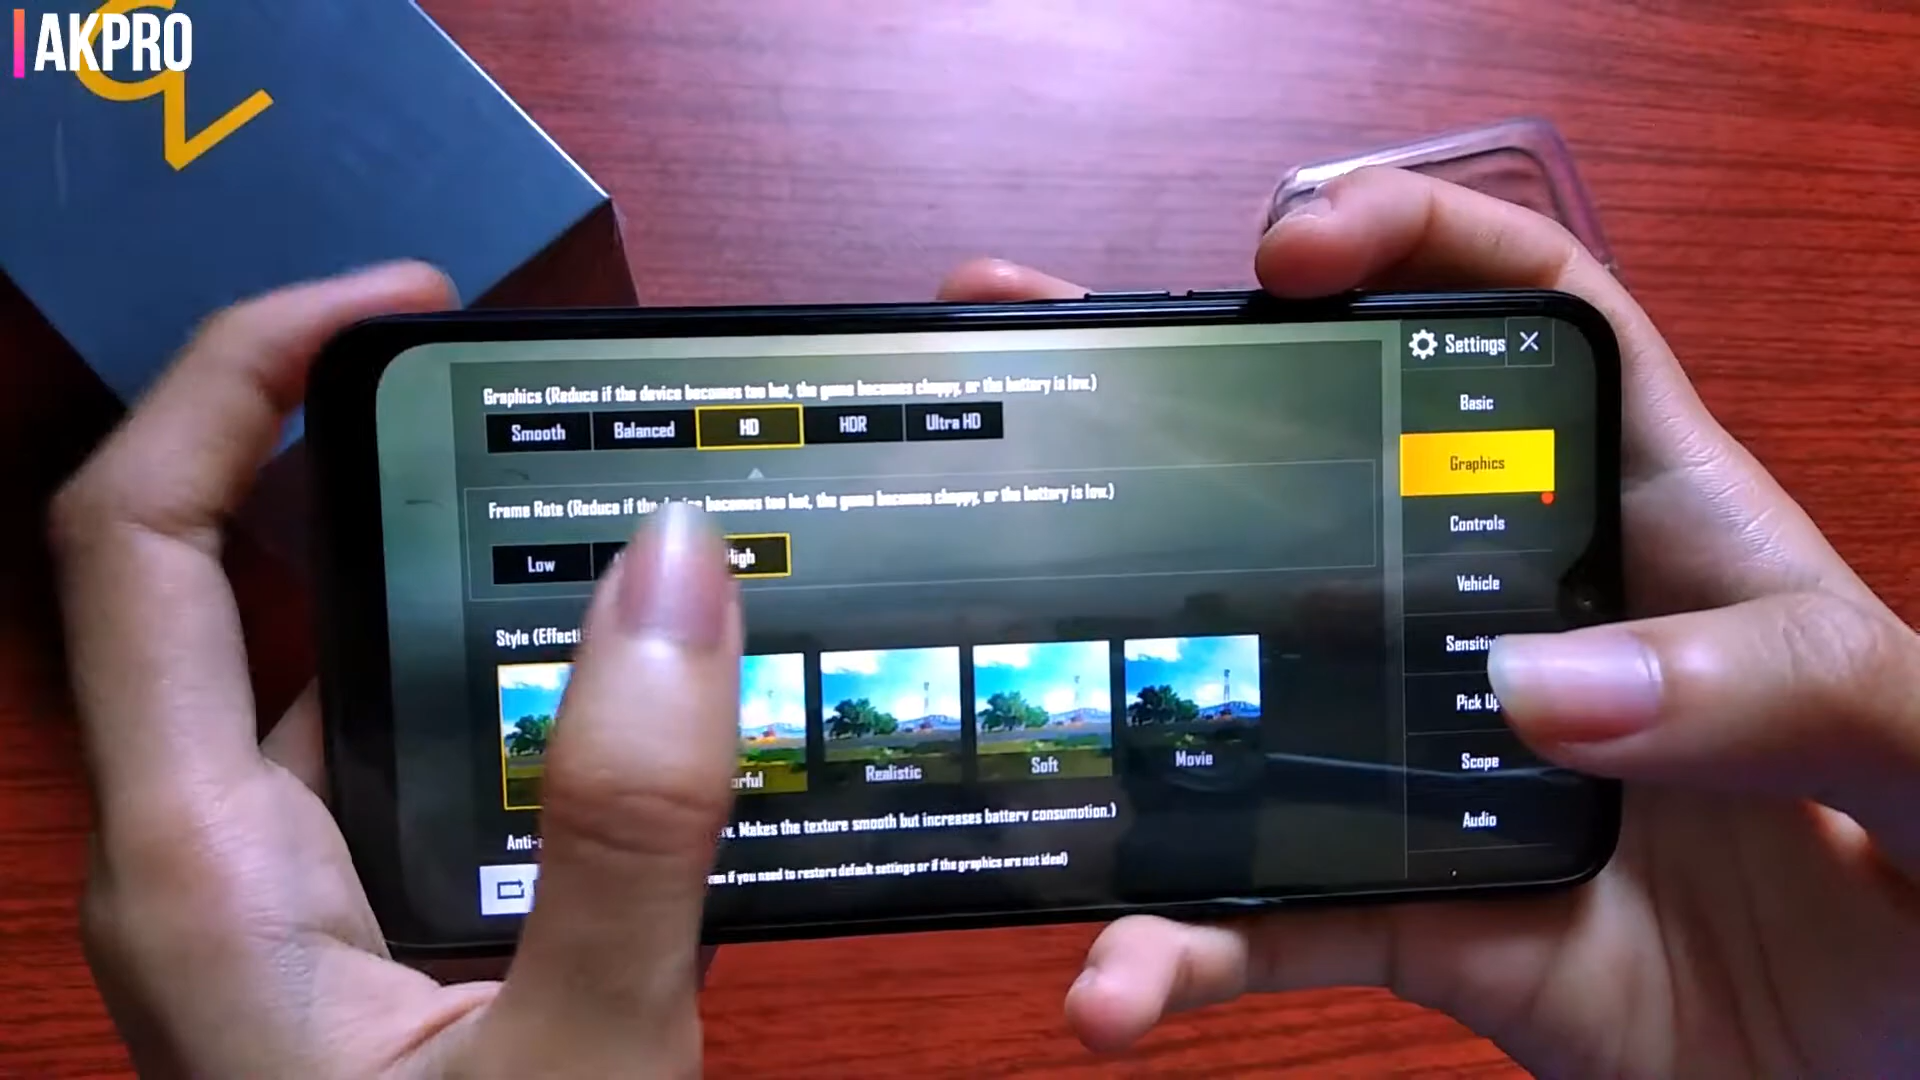 AKPRO
Settings
Graphics (Reduce if the device becomes too hot, the game becomes choppy, or the battery is low.)
Smooth Balanced HD HDR Ultra HD
Basic
Graphics
Frame Rate (Reduce if the device becomes too hot, the game becomes choppy, or the battery is low.)
Low High
Controls
Vehicle
Style
Realistic Soft Movie
Sensitiv
Pick Up
Scope
Makes the texture smooth but increases battery consumption.)
Audio
Anti-
if you need to restore default settings or if the graphics are not ideal)